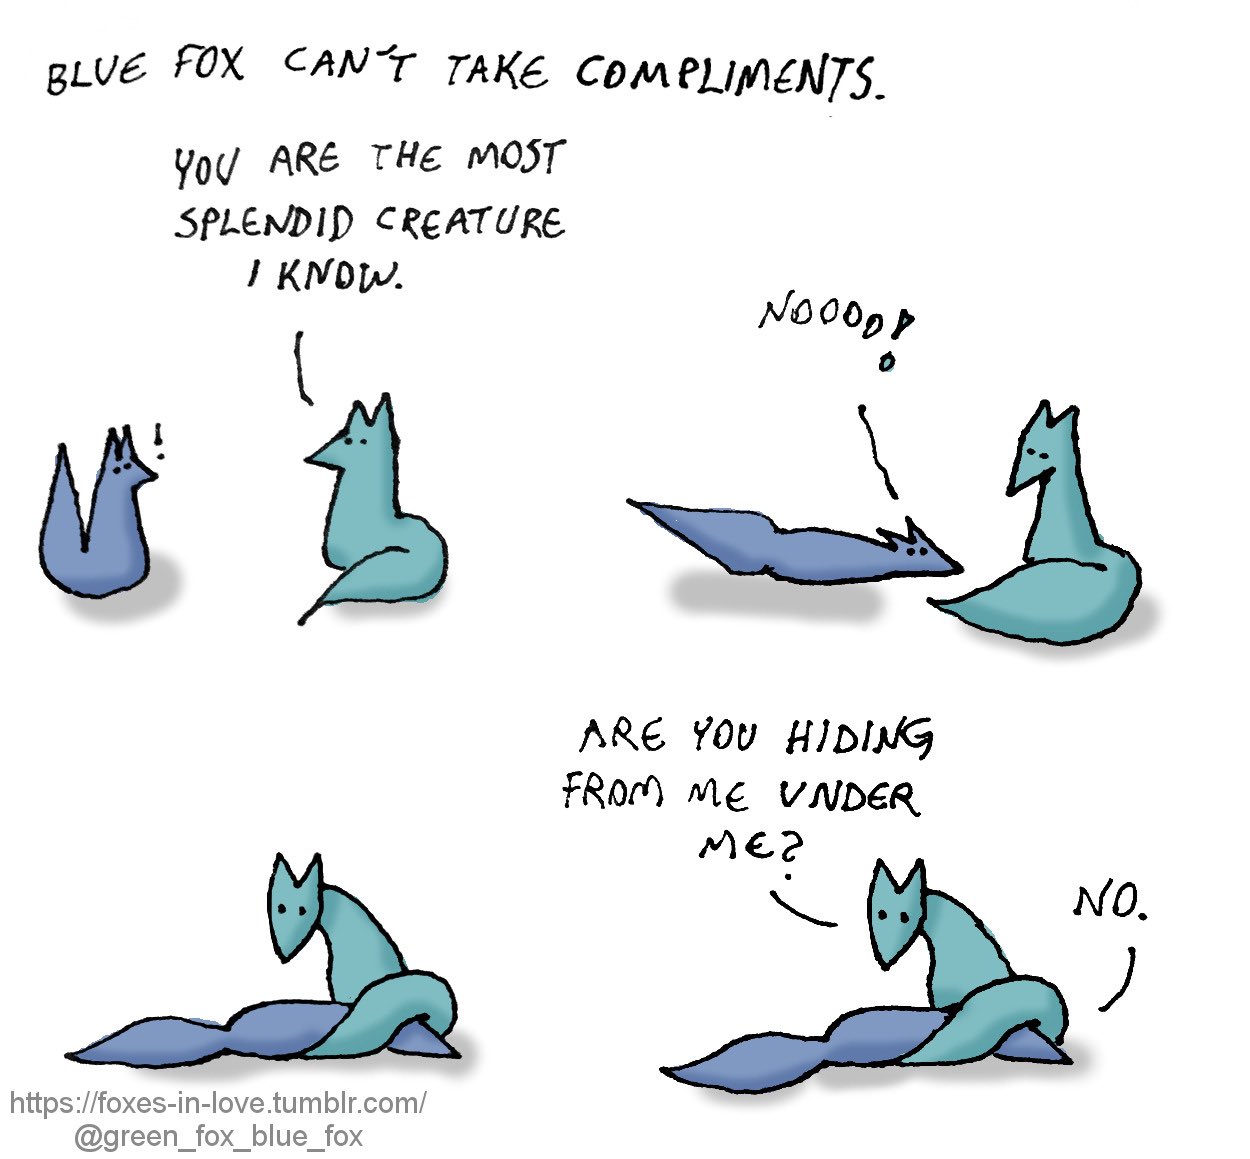 BLUE FOX CAN'T TAKE COMPLIMENTS.
YOU ARE THE MOST
SPLENDID CREATURE
I KNOW.
!
NOOOO!
ARE YOU HIDING
FROM ME UNDER
ME?
NO.
https://foxes-in-love.tumblr.com/
@green_fox_blue_fox